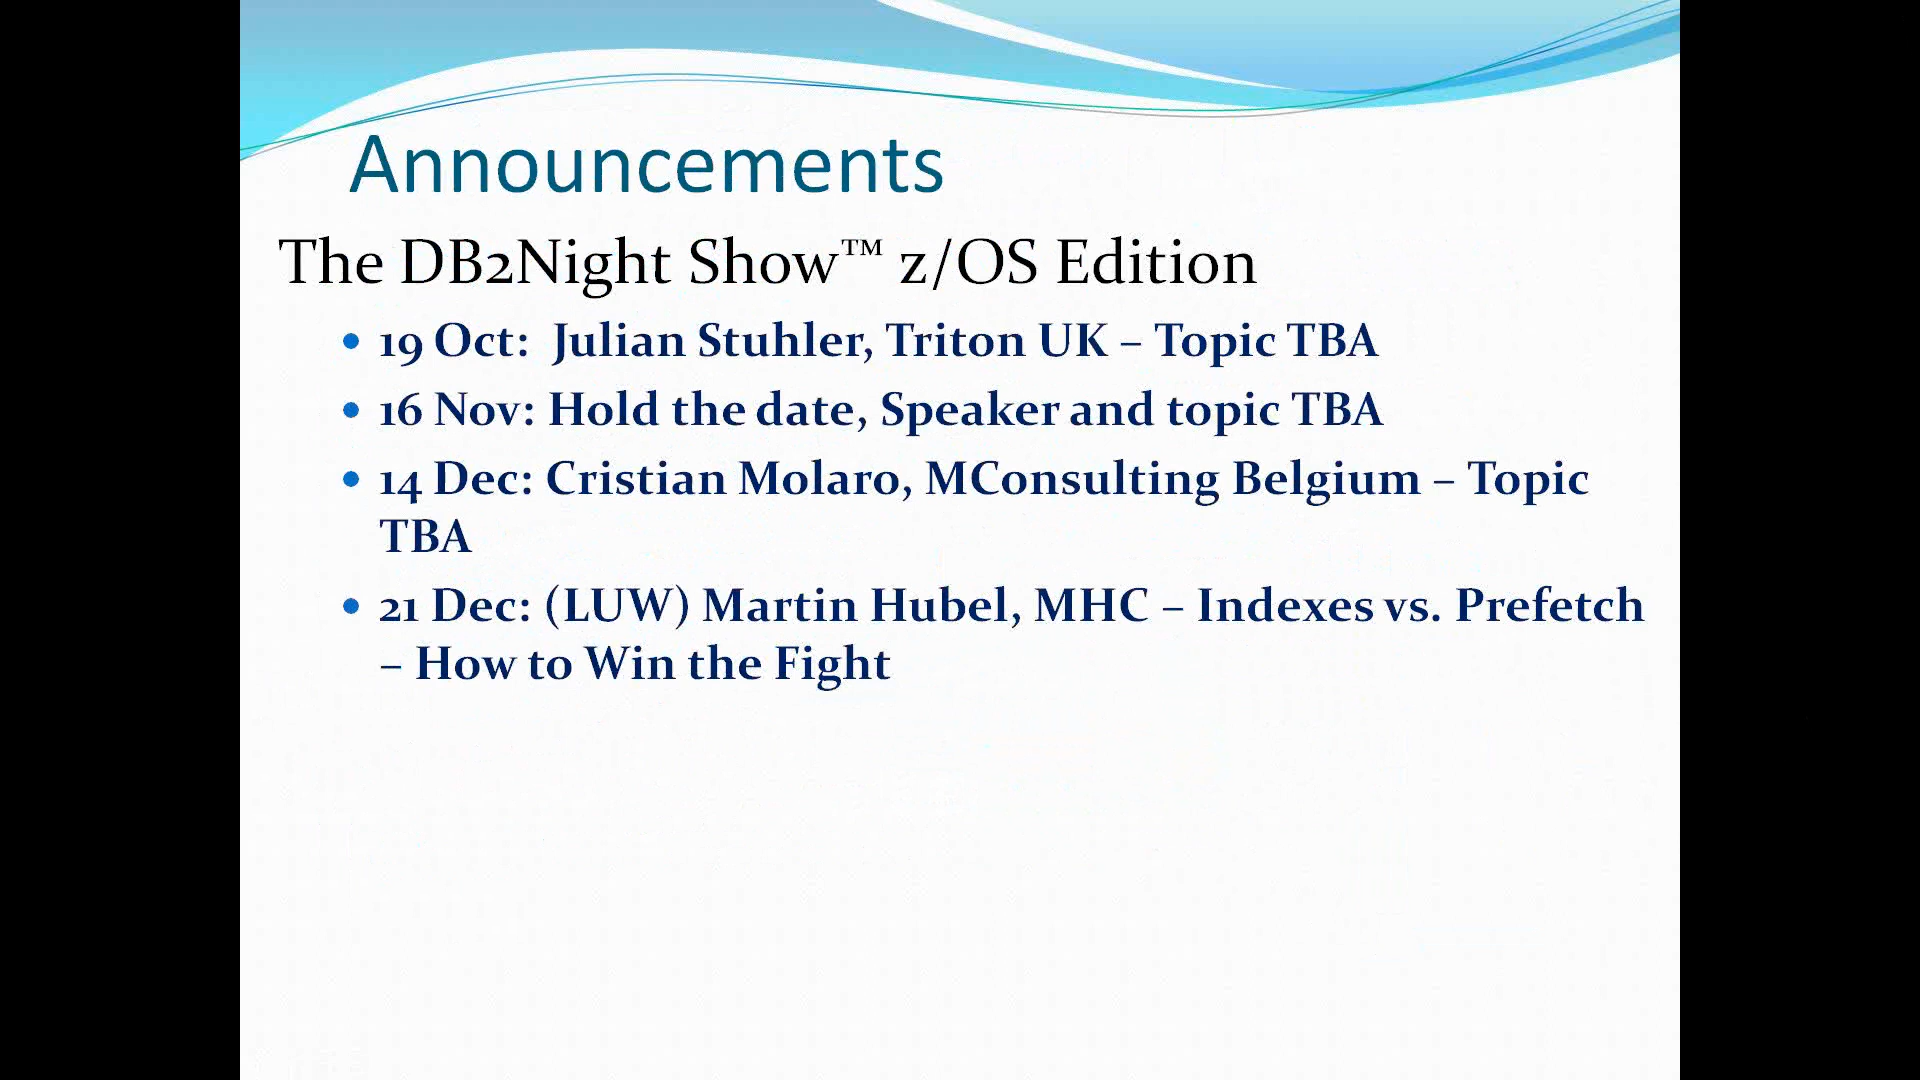 Announcements
The DB2Night Show™ z/OS Edition
• 19 Oct:  Julian Stuhler, Triton UK – Topic TBA
• 16 Nov: Hold the date, Speaker and topic TBA
• 14 Dec: Cristian Molaro, MConsulting Belgium – Topic
TBA
• 21 Dec: (LUW) Martin Hubel, MHC – Indexes vs. Prefetch
– How to Win the Fight